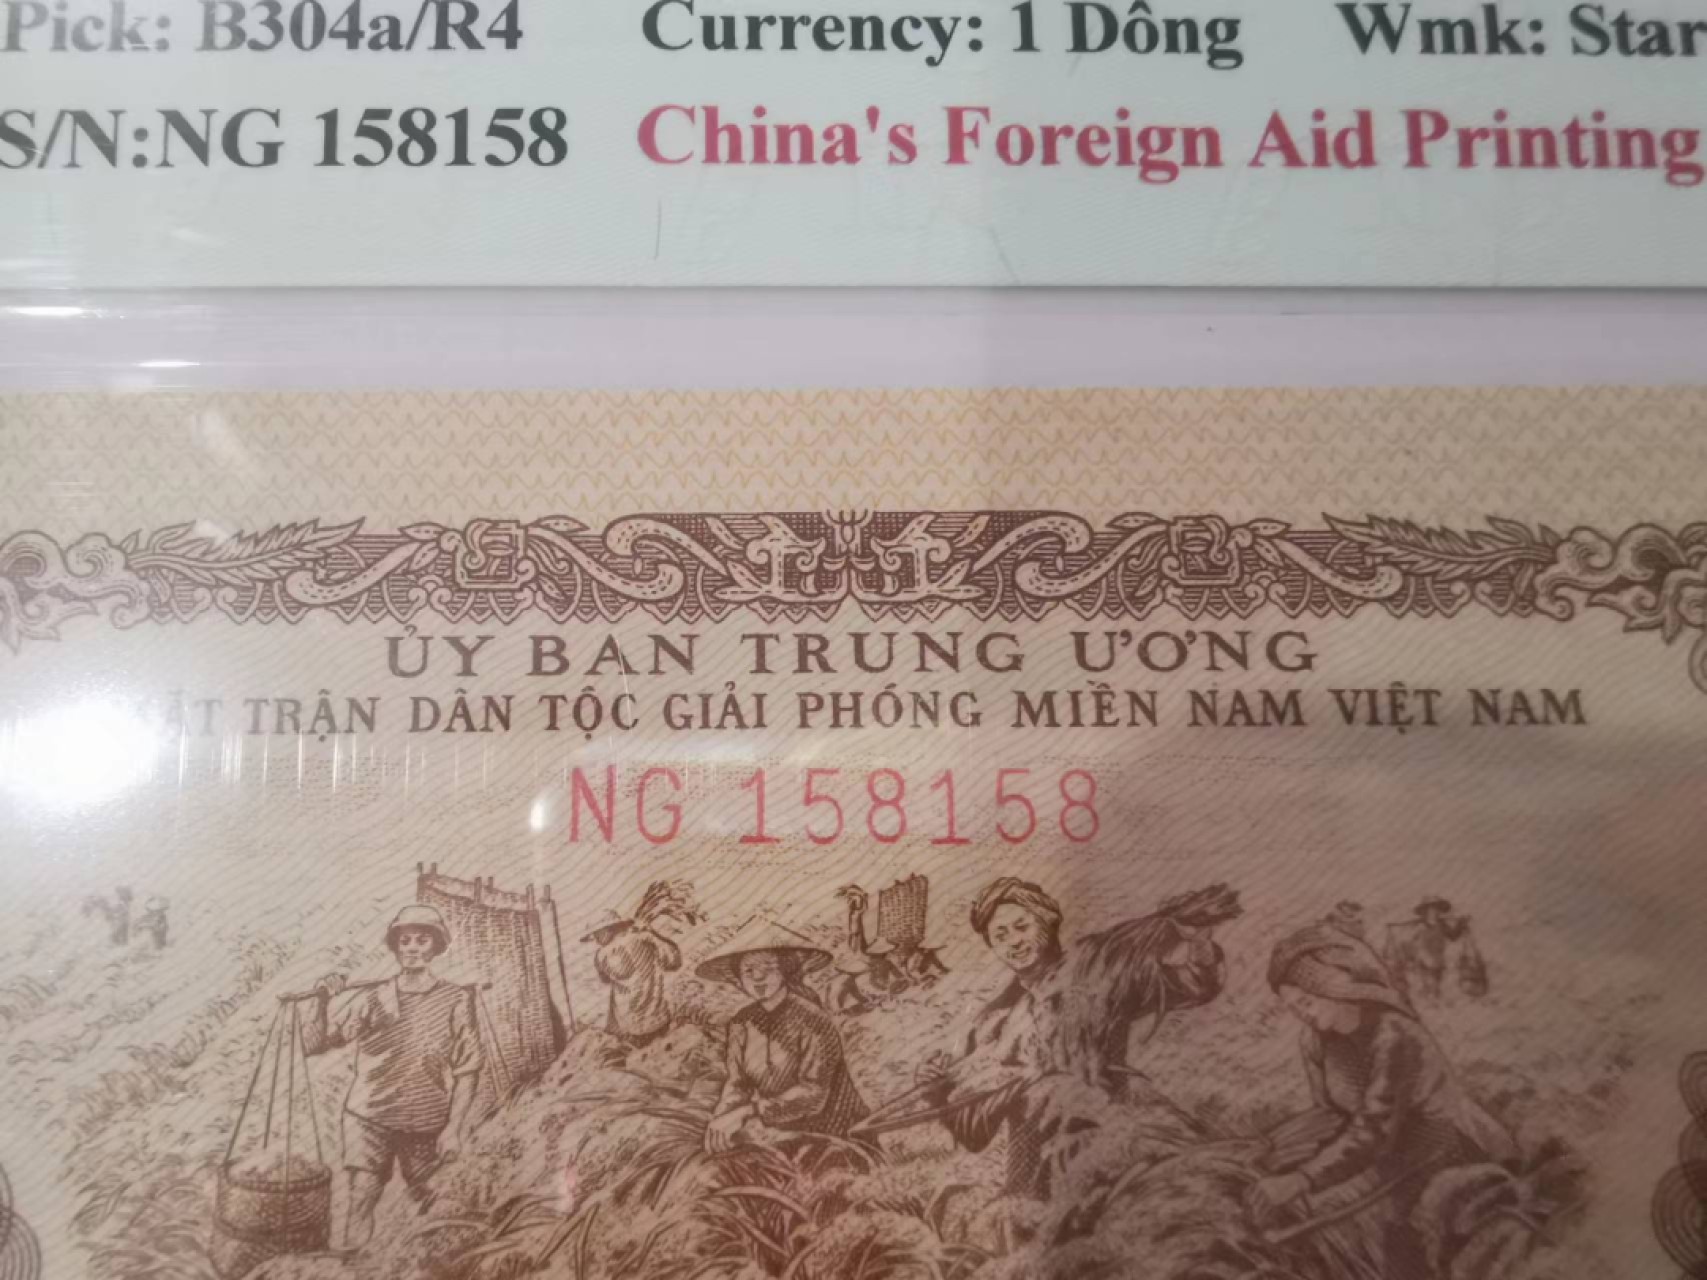 Pick: B304a/R4 Currency: 1 Dông Wmk: Star
S/N:NG 158158 China's Foreign Aid Printing
ỦY BAN TRUNG ƯƠNG
TRẬN DÂN TỘC GIẢI PHÓNG MIỀN NAM VIỆT NAM
NG 158158